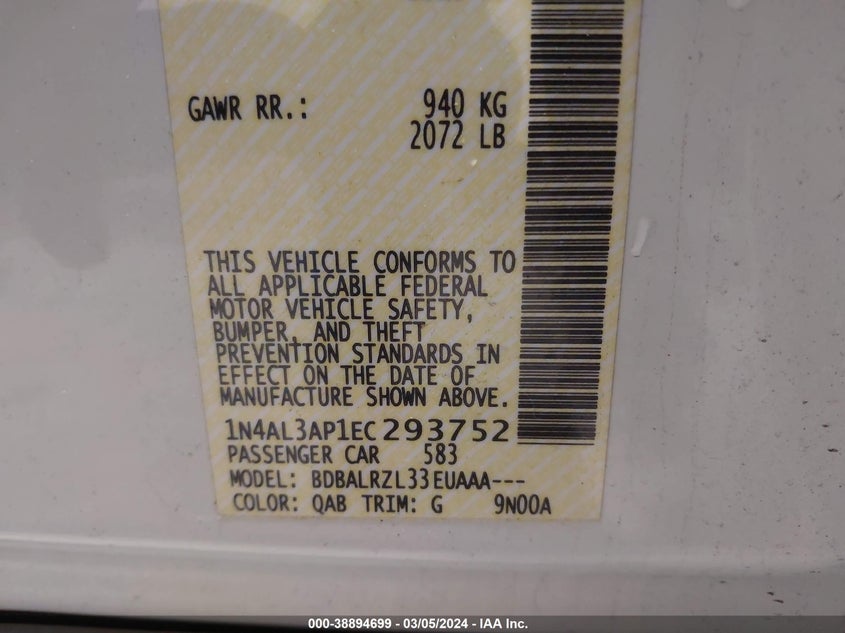 GAWR RR.: 940 KG
2072 LB
THIS VEHICLE CONFORMS TO
ALL APPLICABLE FEDERAL
MOTOR VEHICLE SAFETY,
BUMPER, AND THEFT
PREVENTION STANDARDS IN
EFFECT ON THE DATE OF
MANUFACTURE SHOWN ABOVE.
1N4AL3AP1EC293752
PASSENGER CAR 583
MODEL: BDBALRZL33EUAAA---
COLOR: QAB TRIM: G 9N00A
000-38894699 - 03/05/2024 - IAA Inc.